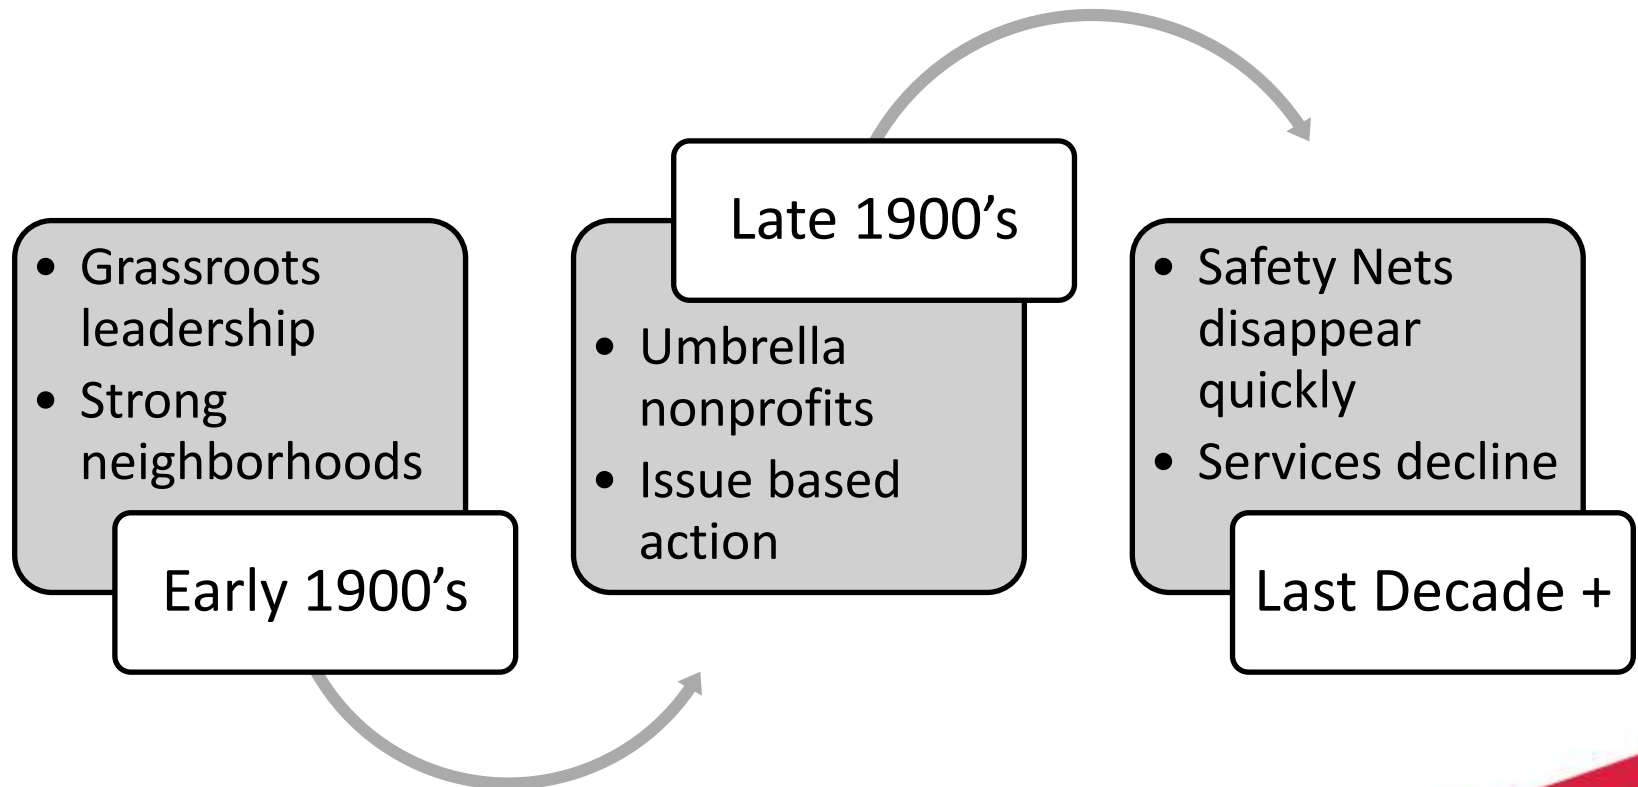 • Grassroots
leadership
• Strong
neighborhoods
Early 1900’s
Late 1900’s
• Umbrella
nonprofits
• Issue based
action
• Safety Nets
disappear
quickly
• Services decline
Last Decade +